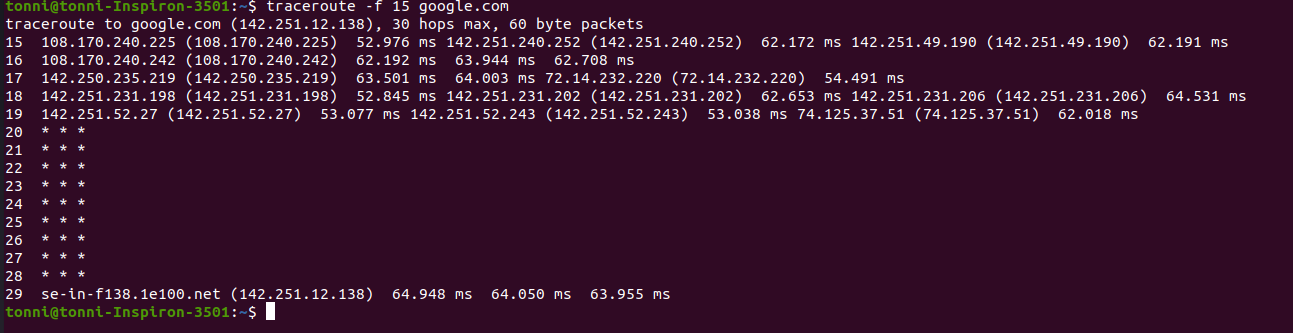 tonni@tonni-Inspiron-3501:~$ traceroute -f 15 google.com
traceroute to google.com (142.251.12.138), 30 hops max, 60 byte packets
15  108.170.240.225 (108.170.240.225)  52.976 ms 142.251.240.252 (142.251.240.252)  62.172 ms 142.251.49.190 (142.251.49.190)  62.191 ms
16  108.170.240.242 (108.170.240.242)  62.192 ms  63.944 ms  62.708 ms
17  142.250.235.219 (142.250.235.219)  63.501 ms  64.003 ms 72.14.232.220 (72.14.232.220)  54.491 ms
18  142.251.231.198 (142.251.231.198)  52.845 ms 142.251.231.202 (142.251.231.202)  62.653 ms 142.251.231.206 (142.251.231.206)  64.531 ms
19  142.251.52.27 (142.251.52.27)  53.077 ms 142.251.52.243 (142.251.52.243)  53.038 ms 74.125.37.51 (74.125.37.51)  62.018 ms
20  * * *
21  * * *
22  * * *
23  * * *
24  * * *
25  * * *
26  * * *
27  * * *
28  * * *
29  se-in-f138.1e100.net (142.251.12.138)  64.948 ms  64.050 ms  63.955 ms
tonni@tonni-Inspiron-3501:~$